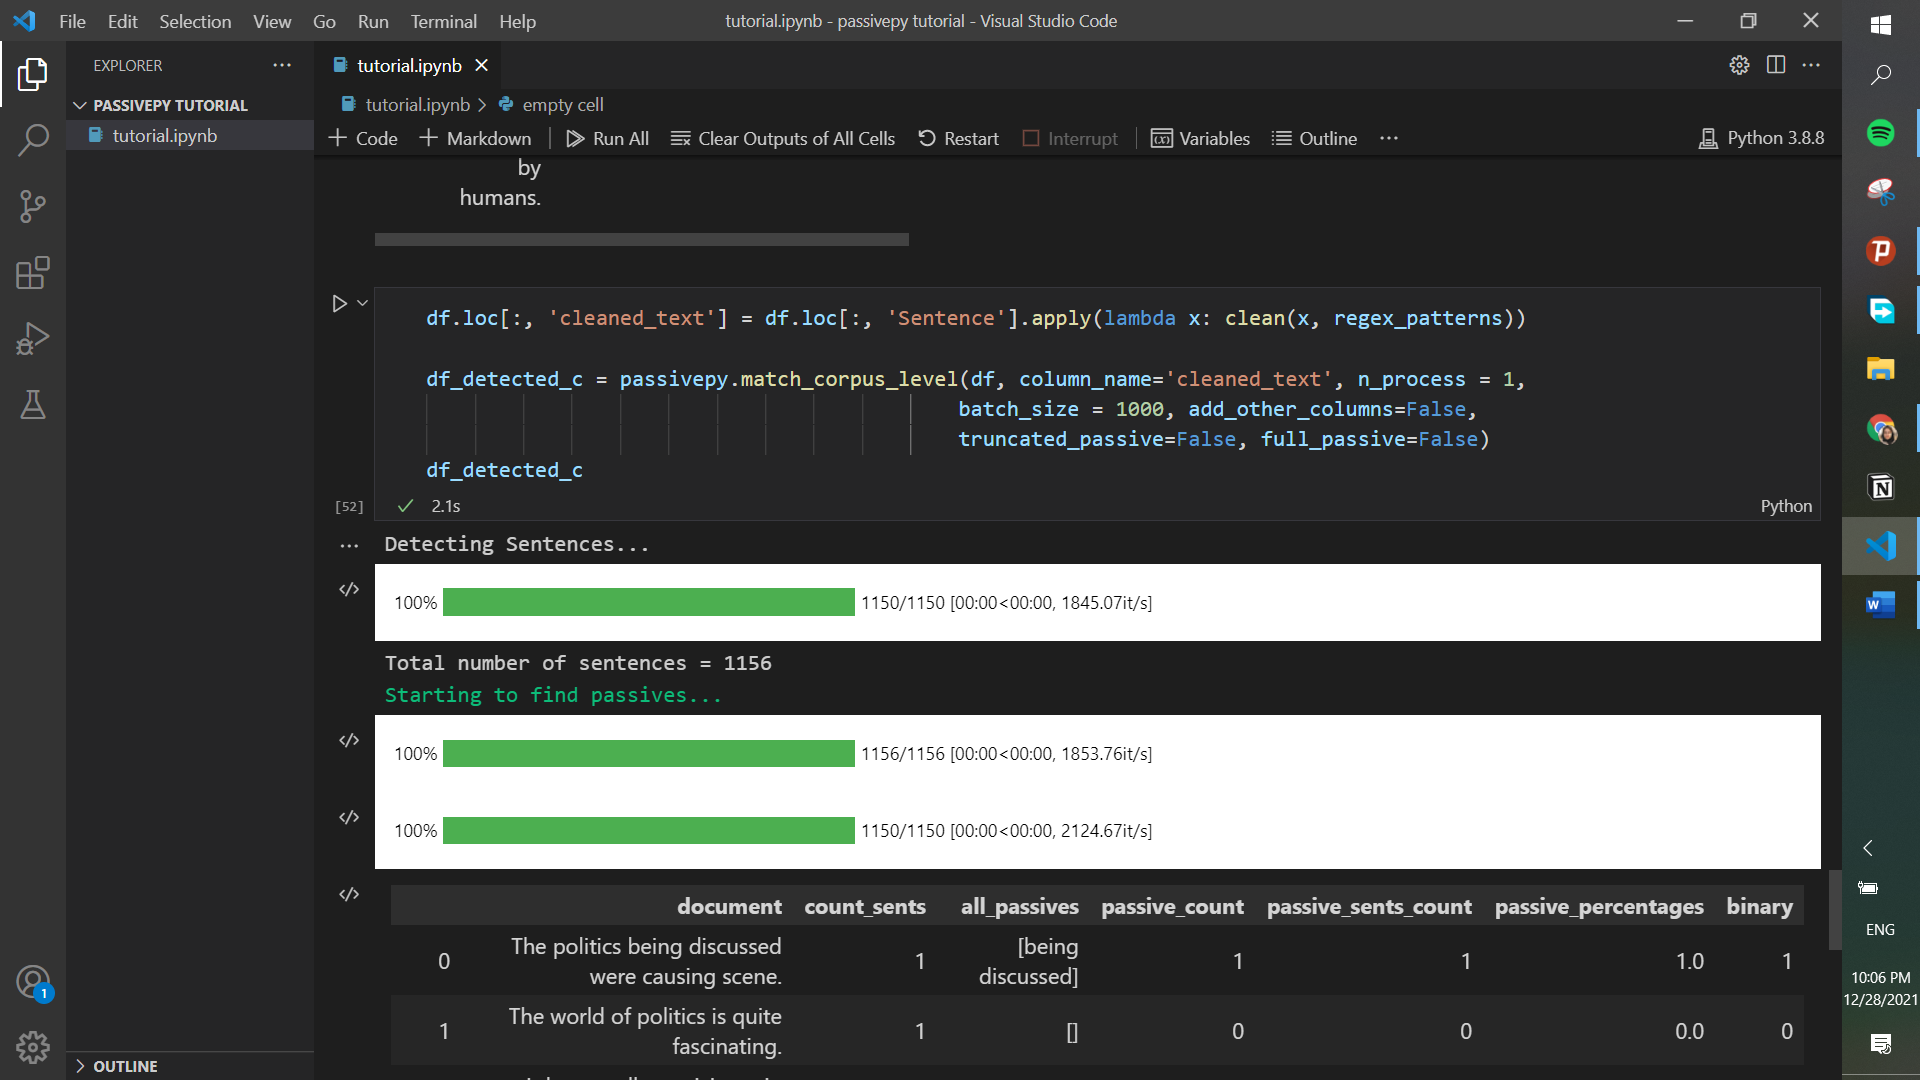 File Edit Selection View Go Run Terminal Help
tutorial.ipynb - passivepy tutorial - Visual Studio Code
EXPLORER
PASSIVEPY TUTORIAL
tutorial.ipynb
OUTLINE
1
tutorial.ipynb
tutorial.ipynb > empty cell
+ Code + Markdown Run All Clear Outputs of All Cells Restart Interrupt Variables Outline ... Python 3.8.8
by
humans.
df.loc[:, 'cleaned_text'] = df.loc[:, 'Sentence'].apply(lambda x: clean(x, regex_patterns))
df_detected_c = passivepy.match_corpus_level(df, column_name='cleaned_text', n_process = 1,
batch_size = 1000, add_other_columns=False,
truncated_passive=False, full_passive=False)
df_detected_c
[52] 2.1s Python
Detecting Sentences...
100% 1150/1150 [00:00<00:00, 1845.07it/s]
Total number of sentences = 1156
Starting to find passives...
100% 1156/1156 [00:00<00:00, 1853.76it/s]
100% 1150/1150 [00:00<00:00, 2124.67it/s]
document count_sents all_passives passive_count passive_sents_count passive_percentages binary
0 The politics being discussed were causing scene. 1 [being discussed] 1 1 1.0 1
1 The world of politics is quite fascinating. 1 [] 0 0 0.0 0
ENG
10:06 PM
12/28/2021